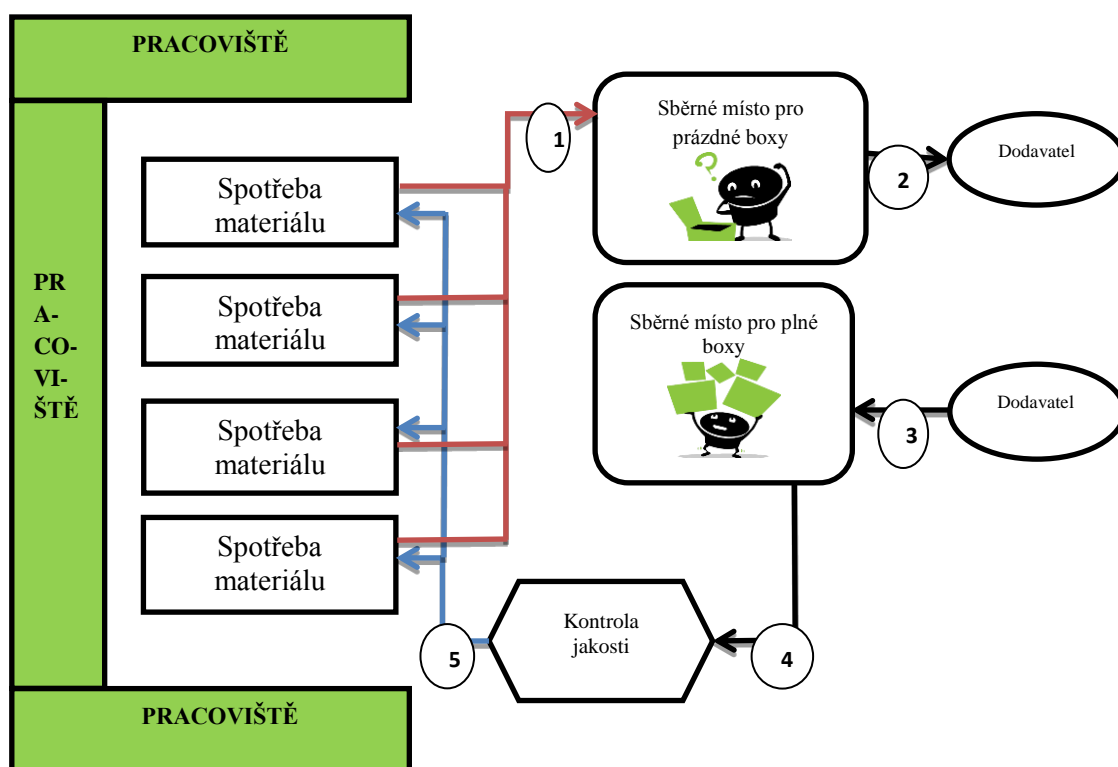 PRACOVIŠTĚ
1
Sběrné místo pro
prázdné boxy
?
2
Dodavatel
Spotřeba
materiálu
PR
A-
CO-
VI-
ŠTĚ
Spotřeba
materiálu
Sběrné místo pro plné
boxy
Dodavatel
3
Spotřeba
materiálu
Spotřeba
materiálu
Kontrola
jakosti
5
4
PRACOVIŠTĚ